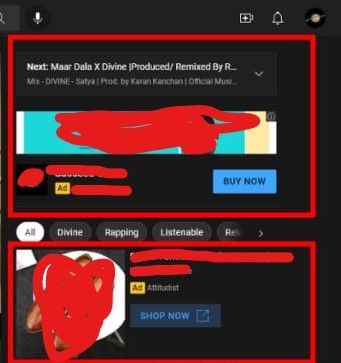 Next: Maar Dala X Divine |Produced/ Remixed By R...
Mix - DIVINE - Satya | Prod. by Karan Kanchan | Official Musi...
Ad
BUY NOW
All Divine Rapping Listenable Rel
Ad Attitudist
SHOP NOW